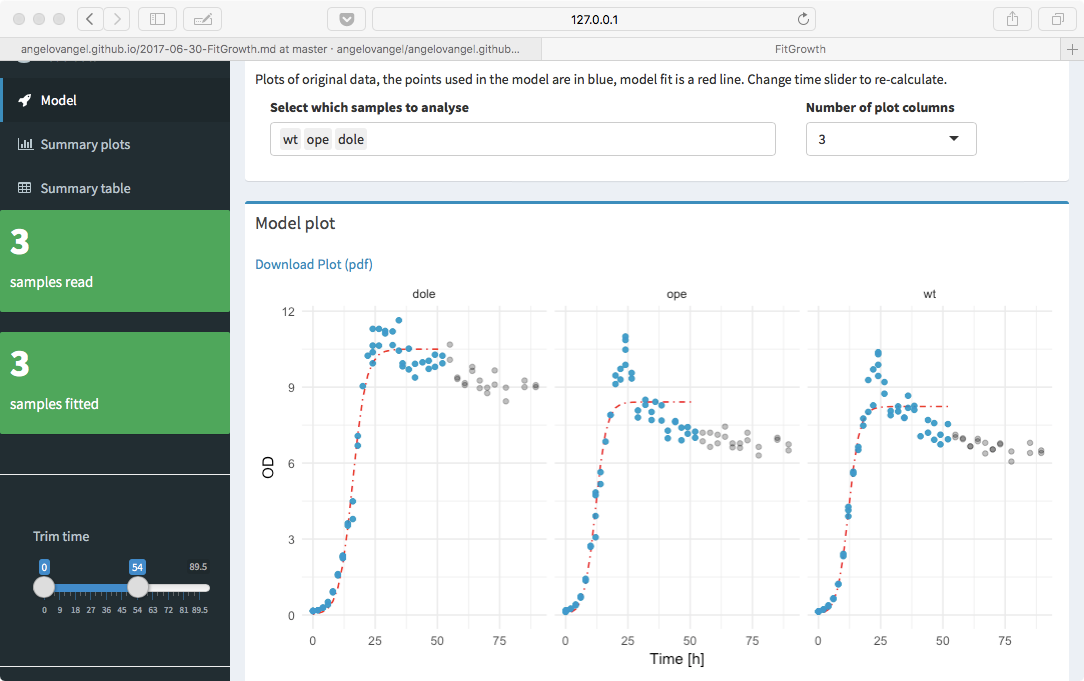 127.0.0.1
angelovangel.github.io/2017-06-30-FitGrowth.md at master · angelovangel/angelovangel.github...
FitGrowth
Model
Summary plots
Summary table
3
samples read
3
samples fitted
Trim time
0 54 89.5
0 9 18 27 36 45 54 63 72 81 89.5
Plots of original data, the points used in the model are in blue, model fit is a red line. Change time slider to re-calculate.
Select which samples to analyse
wt ope dole
Number of plot columns
3
Model plot
Download Plot (pdf)
dole ope wt
12
9
6
3
0
OD
0 25 50 75 0 25 50 75 0 25 50 75
Time [h]